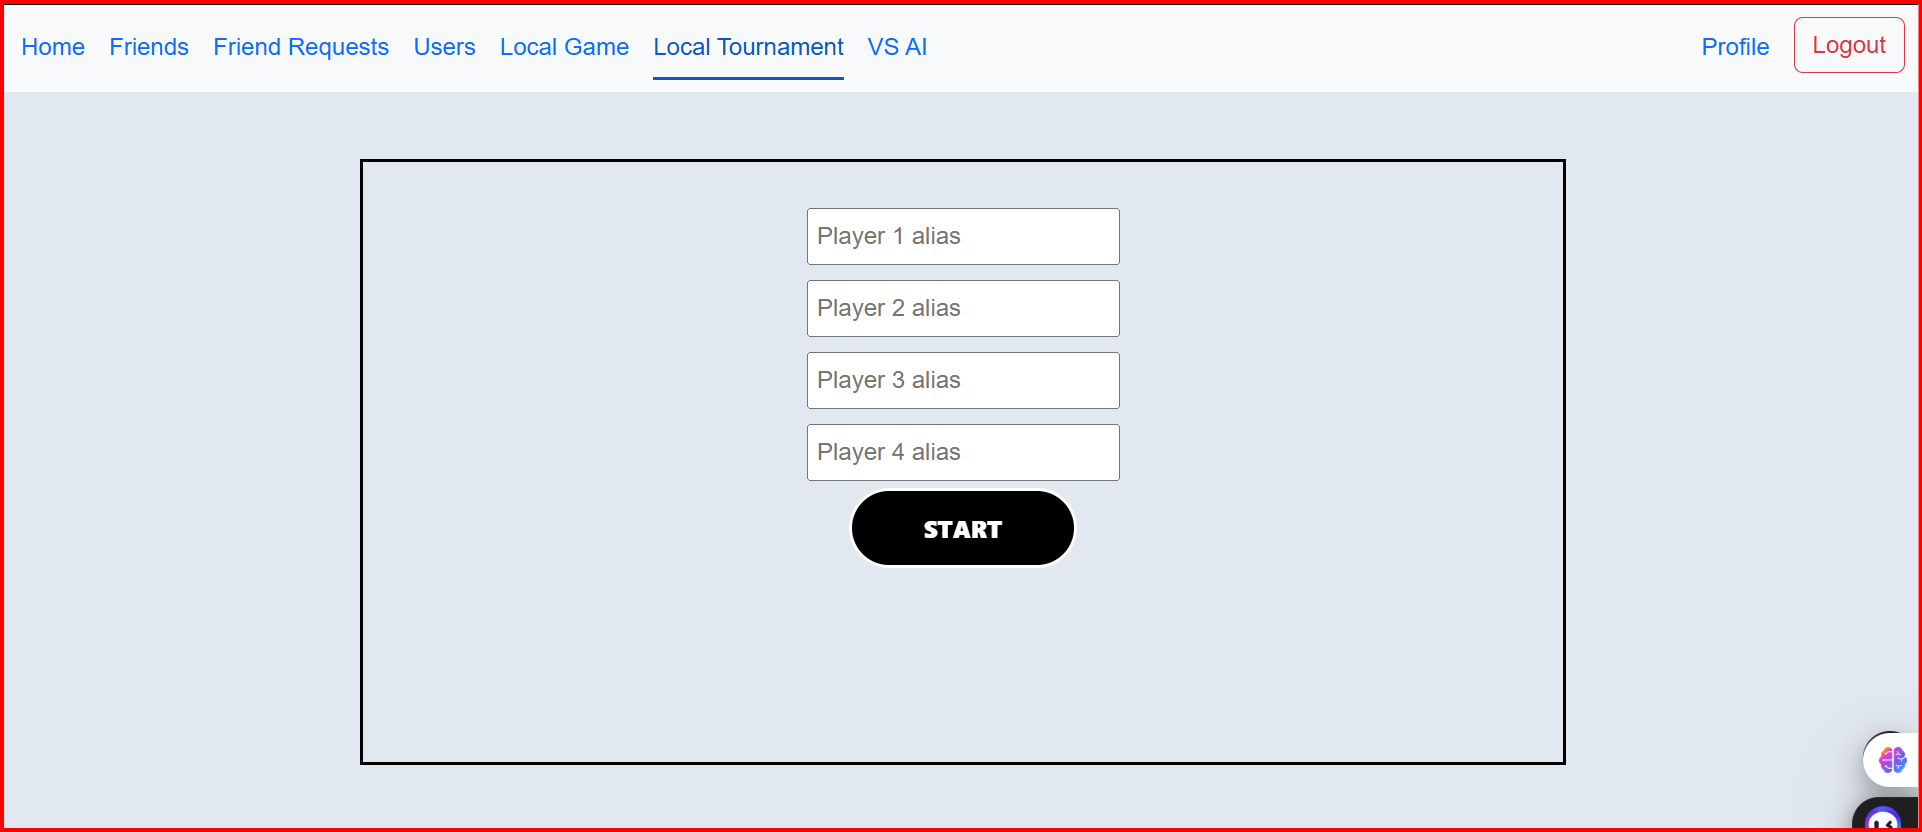 Home Friends Friend Requests Users Local Game Local Tournament VS AI Profile Logout
Player 1 alias
Player 2 alias
Player 3 alias
Player 4 alias
START